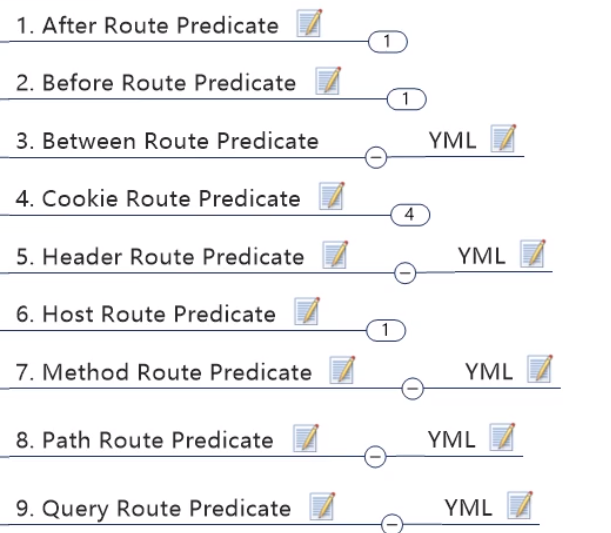 1. After Route Predicate 1
2. Before Route Predicate 1
3. Between Route Predicate YML
4. Cookie Route Predicate 4
5. Header Route Predicate YML
6. Host Route Predicate 1
7. Method Route Predicate YML
8. Path Route Predicate YML
9. Query Route Predicate YML